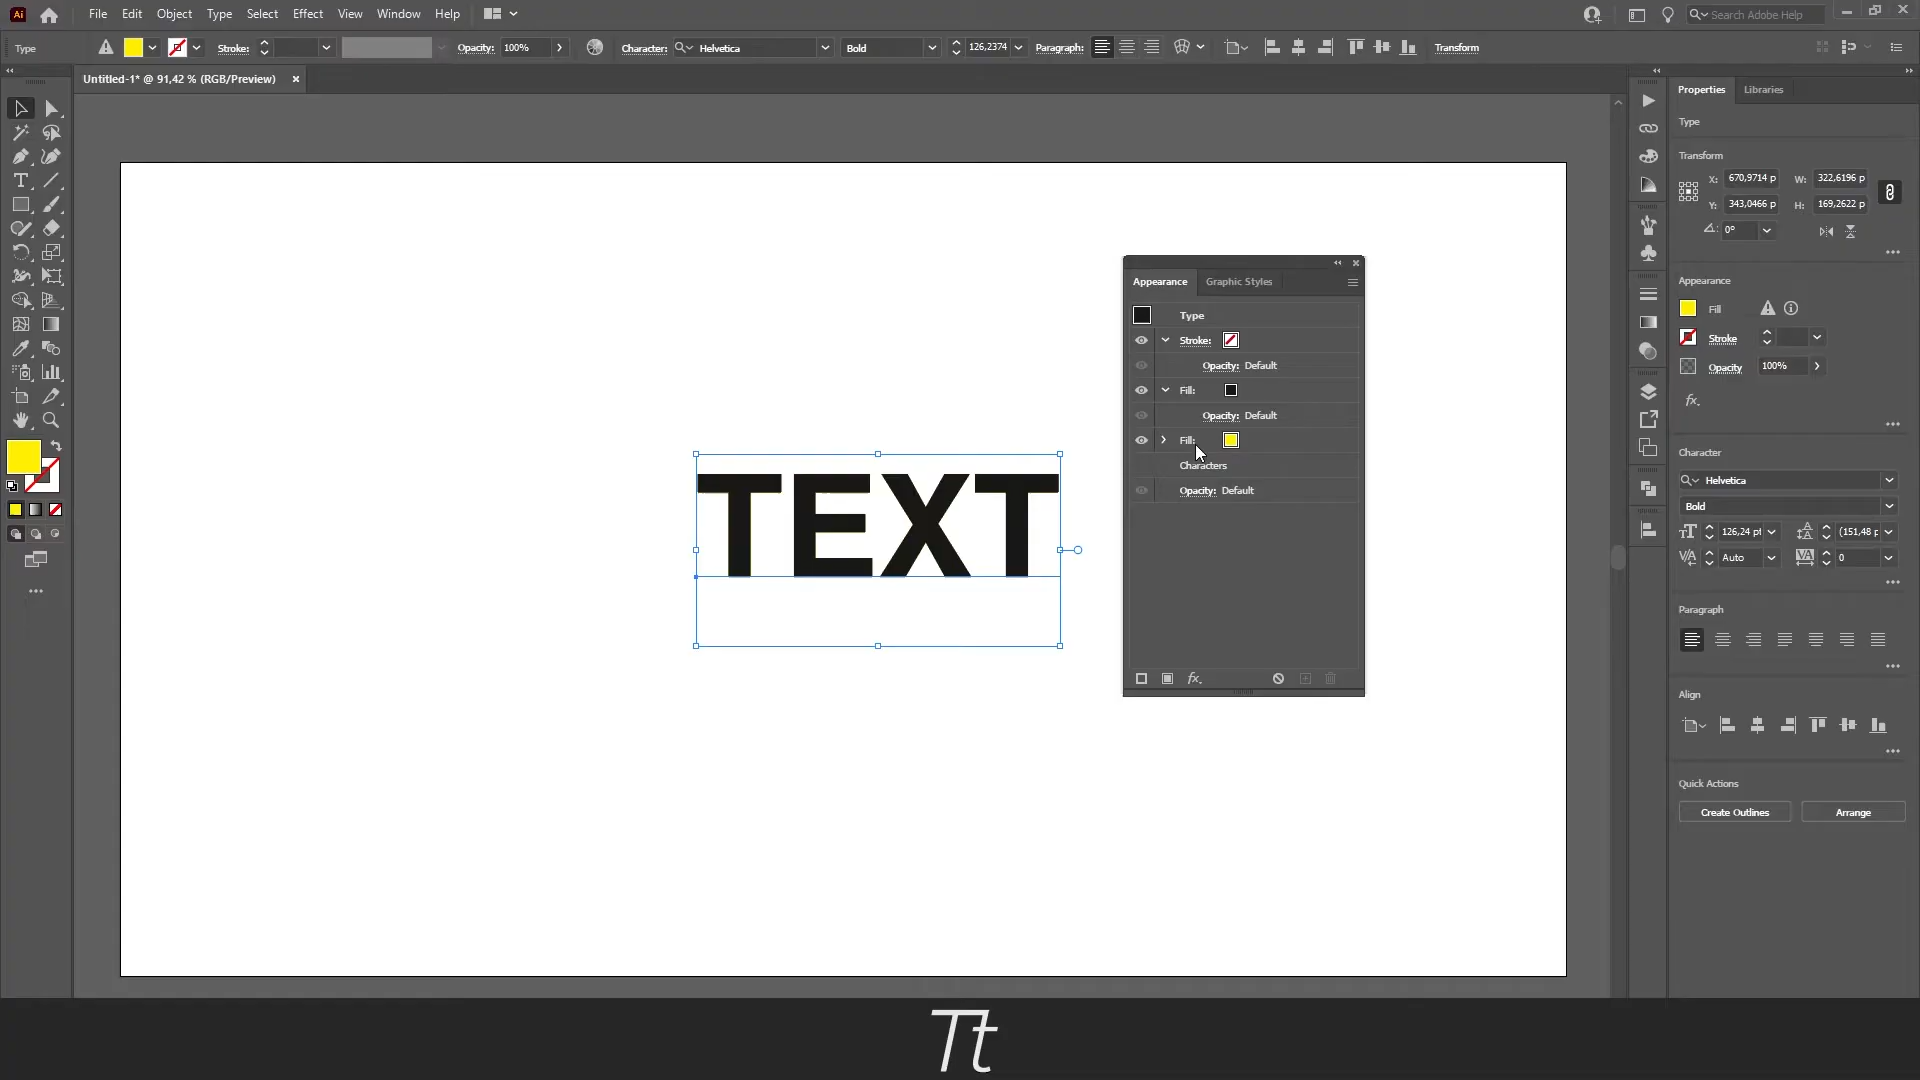 Ai File Edit Object Type Select Effect View Window Help Search Adobe Help
Type Stroke: Opacity: 100% Character: Helvetica Bold 126,2374 Paragraph: Transform
Untitled-1* @ 91,42 % (RGB/Preview)
TEXT
Appearance Graphic Styles
Type
Stroke:
Opacity: Default
Fill:
Opacity: Default
Fill:
Characters
Opacity: Default
fx.
Properties Libraries
Type
Transform
X: 670,9714 p W: 322,6196 p
Y: 343,0466 p H: 169,2622 p
0°
Appearance
Fill
Stroke
Opacity 100%
fx.
Character
Helvetica
Bold
126,24 pt (151,48 p
Auto 0
Paragraph
Align
Quick Actions
Create Outlines Arrange
Tt